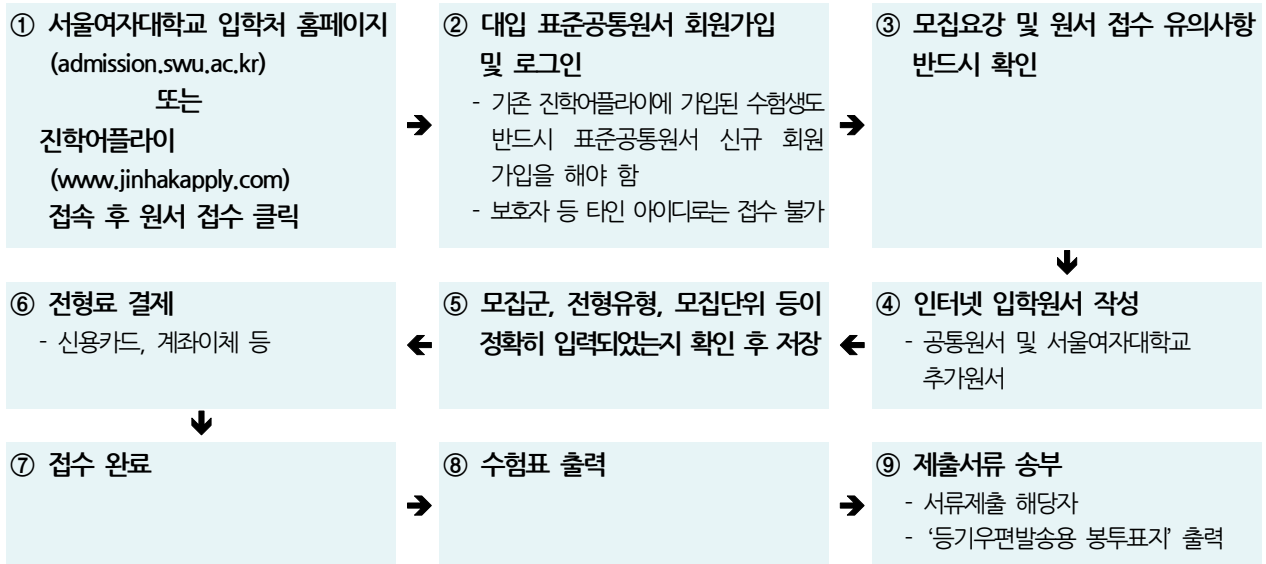 ① 서울여자대학교 입학처 홈페이지
(admission.swu.ac.kr)
또는
진학어플라이
(www.jinhakapply.com)
접속 후 원서 접수 클릭
② 대입 표준공통원서 회원가입
및 로그인
- 기존 진학어플라이에 가입된 수험생도
반드시 표준공통원서 신규 회원
가입을 해야 함
- 보호자 등 타인 아이디로는 접수 불가
③ 모집요강 및 원서 접수 유의사항
반드시 확인
④ 인터넷 입학원서 작성
- 공통원서 및 서울여자대학교
추가원서
⑤ 모집군, 전형유형, 모집단위 등이
정확히 입력되었는지 확인 후 저장
⑥ 전형료 결제
- 신용카드, 계좌이체 등
⑦ 접수 완료
⑧ 수험표 출력
⑨ 제출서류 송부
- 서류제출 해당자
- ‘등기우편발송용 봉투표지’ 출력